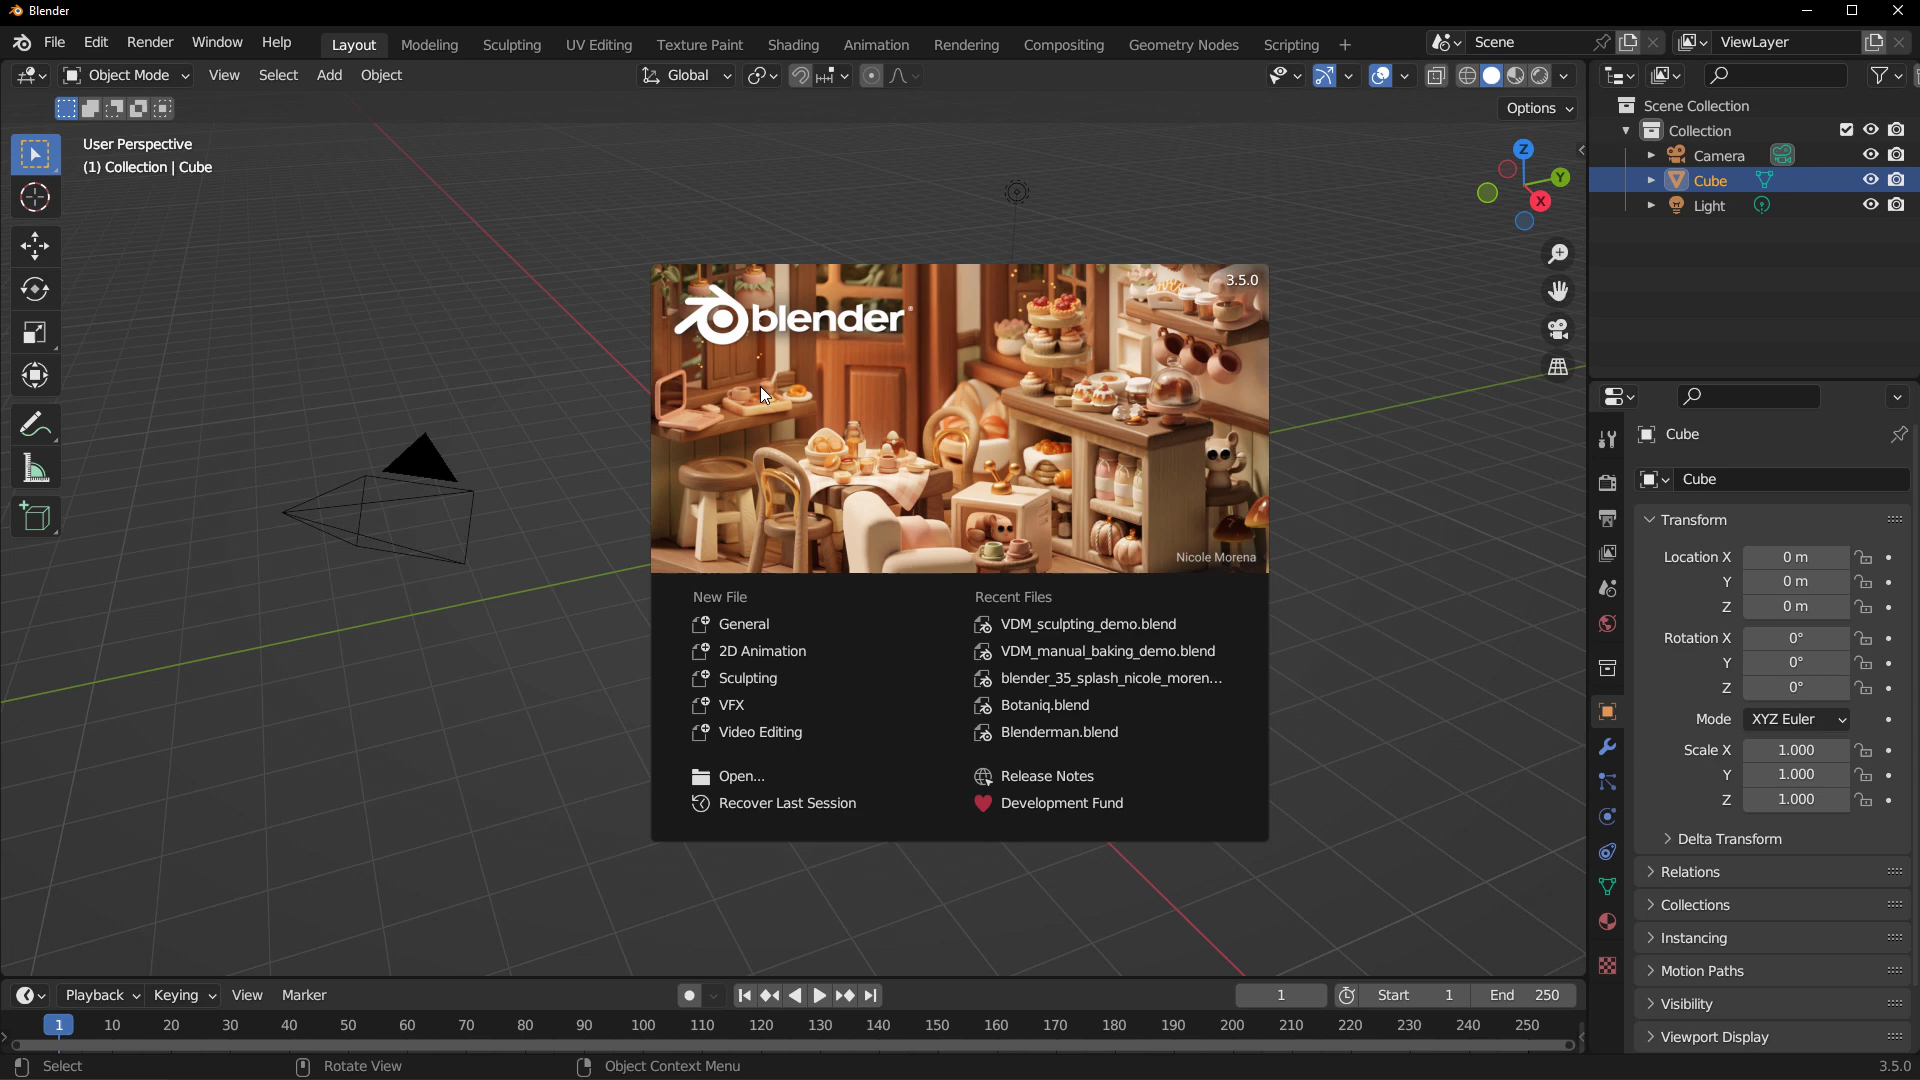 Blender
File Edit Render Window Help Layout Modeling Sculpting UV Editing Texture Paint Shading Animation Rendering Compositing Geometry Nodes Scripting + Scene ViewLayer
Object Mode View Select Add Object Global
Options
User Perspective
(1) Collection | Cube
Z
Y
X
Scene Collection
Collection
Camera
Cube
Light
3.5.0
blender
Nicole Morena
New File
General
2D Animation
Sculpting
VFX
Video Editing
Open...
Recover Last Session
Recent Files
VDM_sculpting_demo.blend
VDM_manual_baking_demo.blend
blender_35_splash_nicole_moren...
Botaniq.blend
Blenderman.blend
Release Notes
Development Fund
Cube
Cube
Transform
Location X 0 m
Y 0 m
Z 0 m
Rotation X 0°
Y 0°
Z 0°
Mode XYZ Euler
Scale X 1.000
Y 1.000
Z 1.000
Delta Transform
Relations
Collections
Instancing
Motion Paths
Visibility
Viewport Display
Playback Keying View Marker 1 Start 1 End 250
1 10 20 30 40 50 60 70 80 90 100 110 120 130 140 150 160 170 180 190 200 210 220 230 240 250
Select Rotate View Object Context Menu 3.5.0